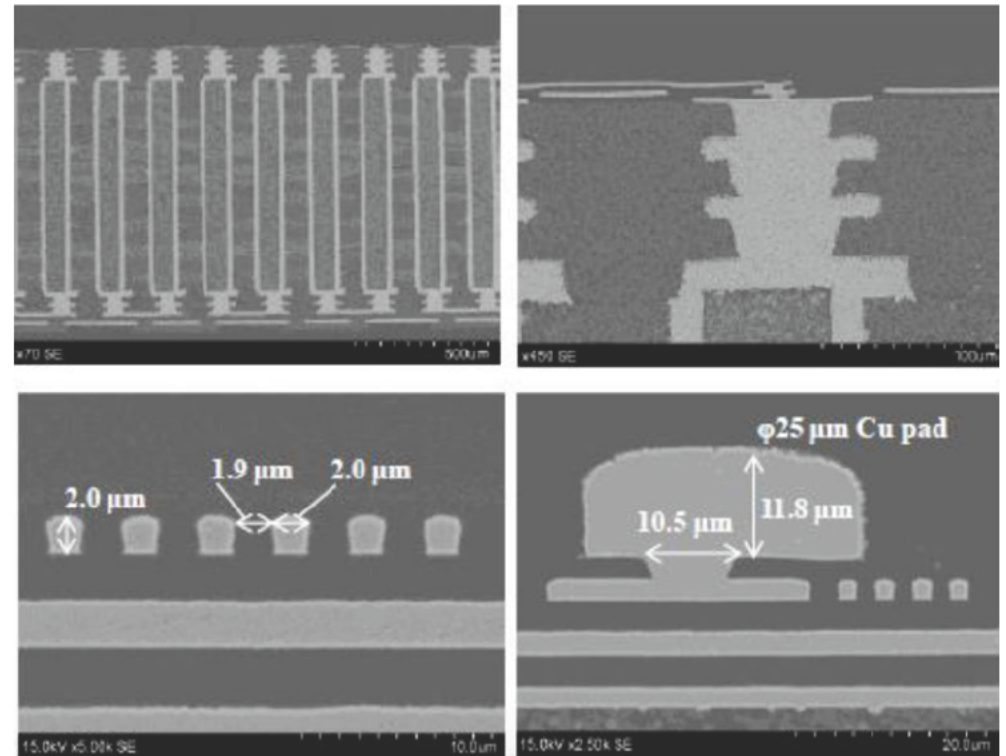 x70 SE 500um
x450 SE 100um
1.9 μm 2.0 μm
2.0 μm
15.0kV x5.00k SE 10.0um
φ25 μm Cu pad
10.5 μm 11.8 μm
15.0kV x2.50k SE 20.0um